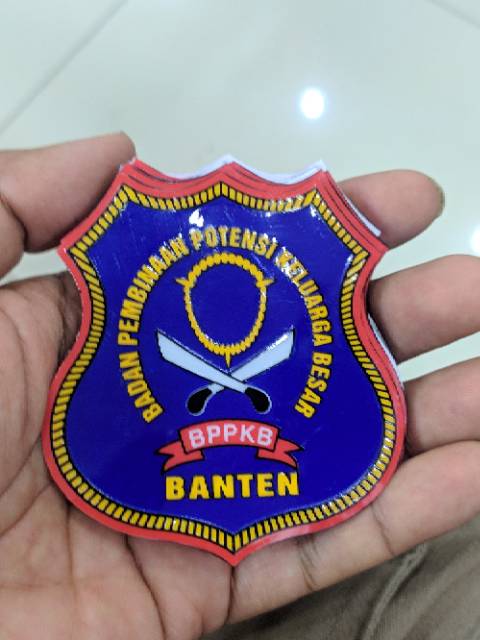 BADAN PEMBINAAN POTENSI KELUARGA BESAR
BPPKB
BANTEN